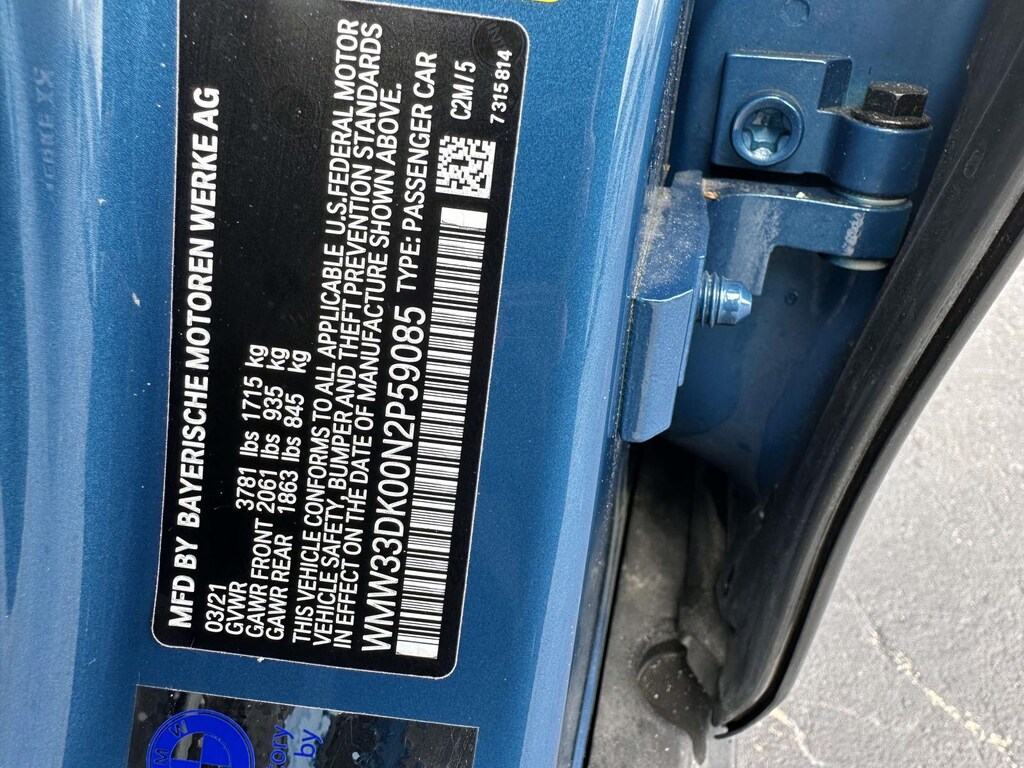 MFD BY BAYERISCHE MOTOREN WERKE AG
03/21
GVWR 3781 lbs 1715 kg
GAWR FRONT 2061 lbs 935 kg
GAWR REAR 1863 lbs 845 kg
THIS VEHICLE CONFORMS TO ALL APPLICABLE U.S.FEDERAL MOTOR
VEHICLE SAFETY, BUMPER AND THEFT PREVENTION STANDARDS
IN EFFECT ON THE DATE OF MANUFACTURE SHOWN ABOVE.
WMW33DK00N2P59085 TYPE: PASSENGER CAR
C2M/5
7315814
M W
ory
by